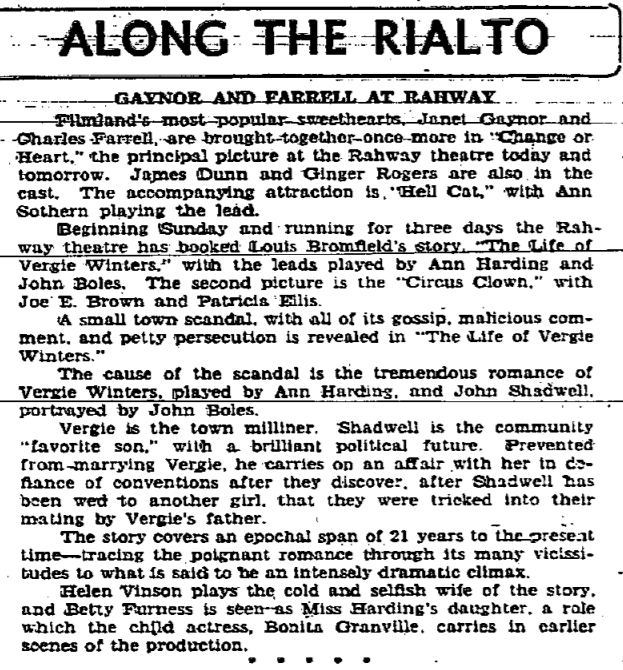 ALONG THE RIALTO
GAYNOR AND FARRELL AT RAHWAY
Filmland's most popular sweethearts, Janet Gaynor and
Charles Farrell, are brought together once more in "Change or
Heart," the principal picture at the Rahway theatre today and
tomorrow. James Dunn and Ginger Rogers are also in the
cast. The accompanying attraction is "Hell Cat," with Ann
Sothern playing the lead.
Beginning Sunday and running for three days the Rah-
way theatre has booked Louis Bromfield's story, "The Life of
Vergie Winters," with the leads played by Ann Harding and
John Boles. The second picture is the "Circus Clown," with
Joe E. Brown and Patricia Ellis.
A small town scandal, with all of its gossip, malicious com-
ment, and petty persecution is revealed in "The Life of Vergie
Winters."
The cause of the scandal is the tremendous romance of
Vergie Winters, played by Ann Harding, and John Shadwell,
portrayed by John Boles.
Vergie is the town milliner. Shadwell is the community
"favorite son," with a brilliant political future. Prevented
from marrying Vergie, he carries on an affair with her in de-
fiance of conventions after they discover, after Shadwell has
been wed to another girl, that they were tricked into their
mating by Vergie's father.
The story covers an epochal span of 21 years to the present
time—tracing the poignant romance through its many vicissi-
tudes to what is said to be an intensely dramatic climax.
Helen Vinson plays the cold and selfish wife of the story,
and Betty Furness is seen as Miss Harding's daughter, a role
which the child actress, Bonita Granville, carries in earlier
scenes of the production.